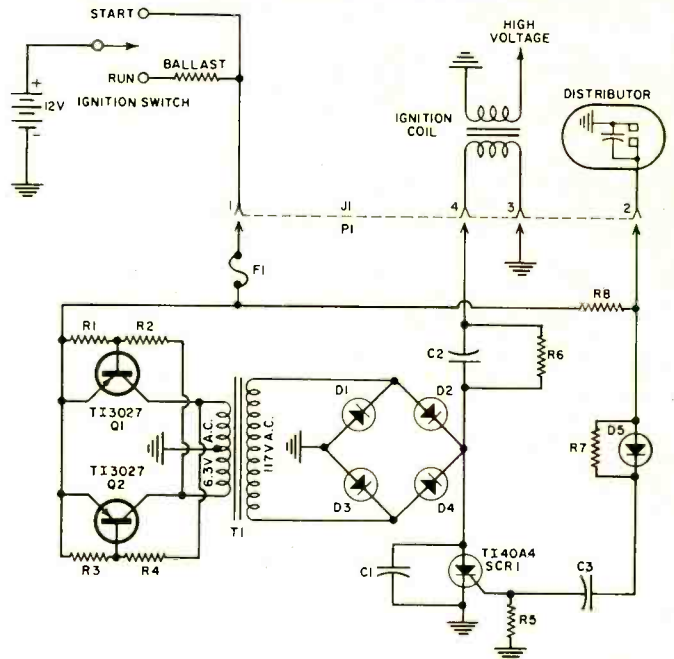 START
HIGH
VOLTAGE
BALLAST
RUN
DISTRIBUTOR
+
12V
-
IGNITION SWITCH
IGNITION
COIL
1
J1
4
3
2
P1
F1
R8
R1
R2
C2
R6
TI3027
Q1
D1
D2
R7
D5
6.3V A.C.
117V A.C.
TI3027
Q2
D3
D4
T1
R3
R4
C1
TI40A4
SCR1
C3
R5